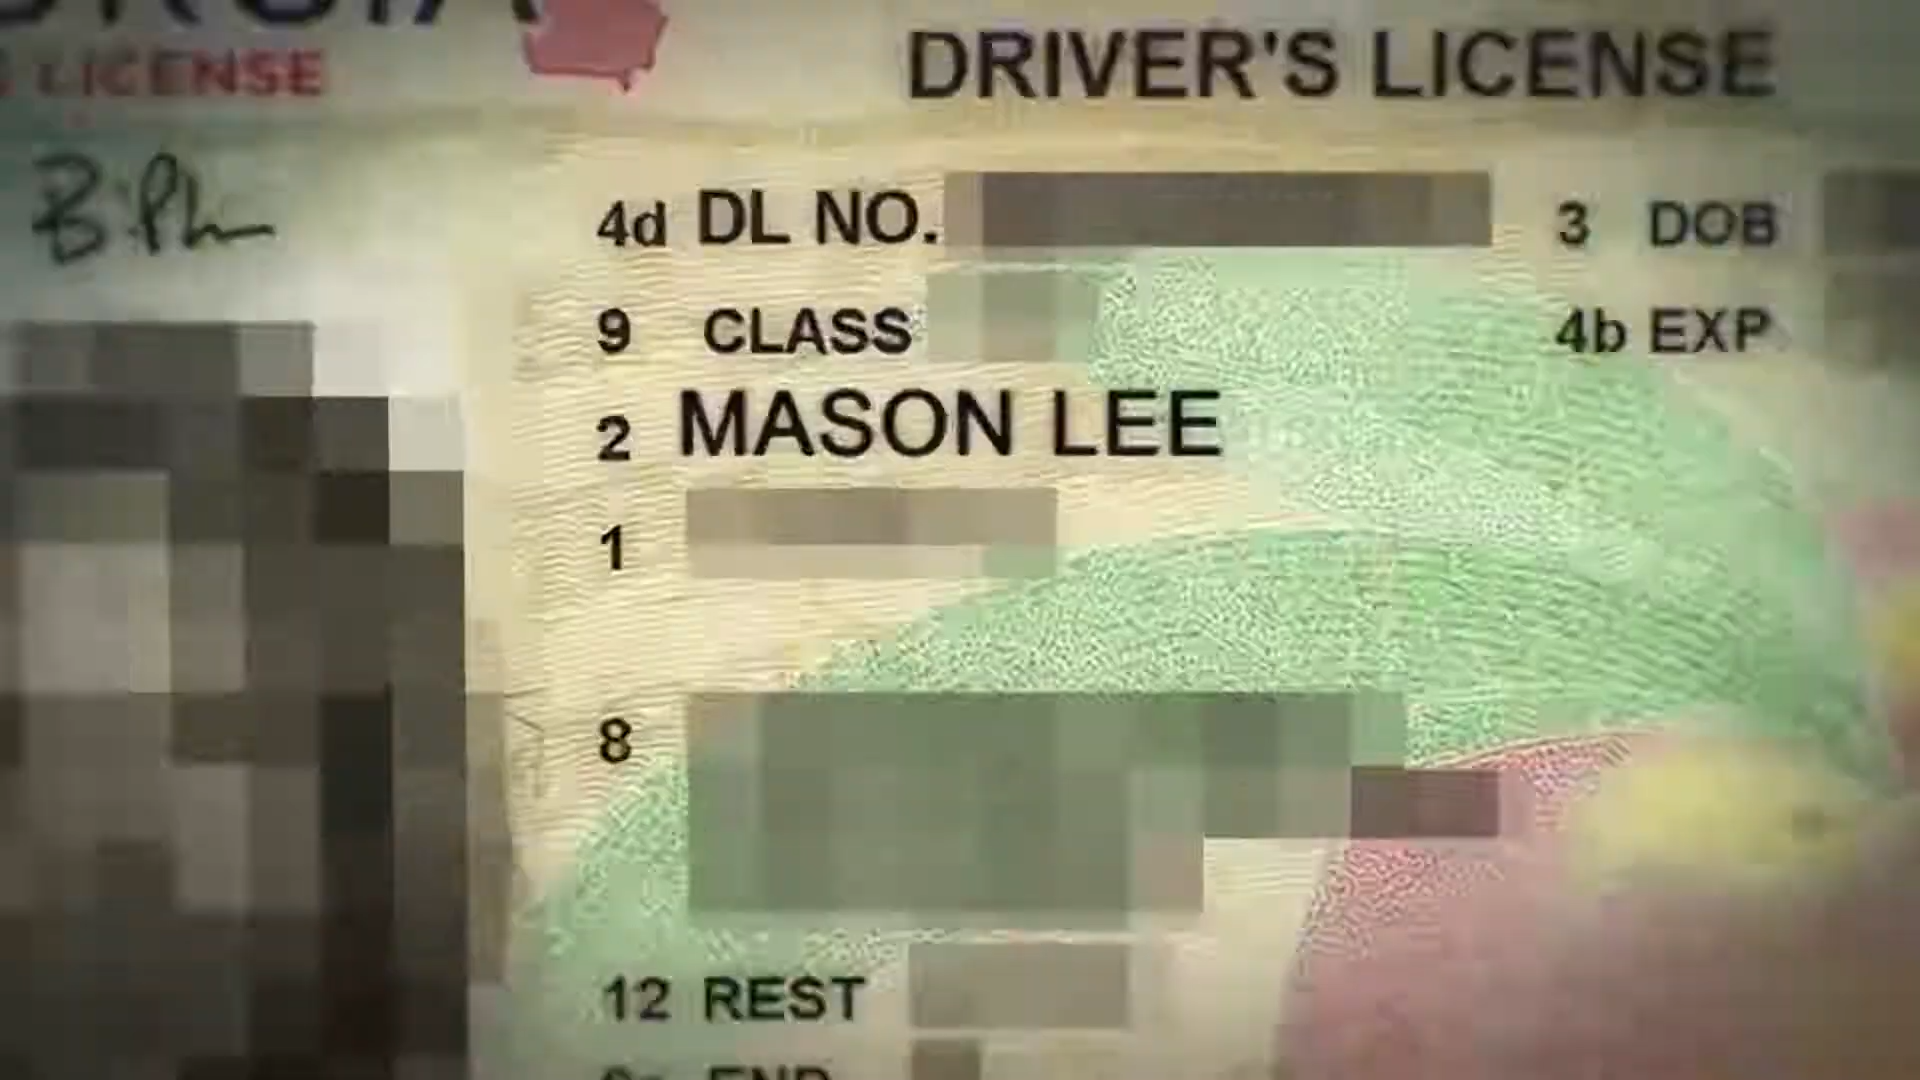 LICENSE
DRIVER'S LICENSE
4d DL NO.
3 DOB
9 CLASS
4b EXP
2 MASON LEE
1
8
12 REST